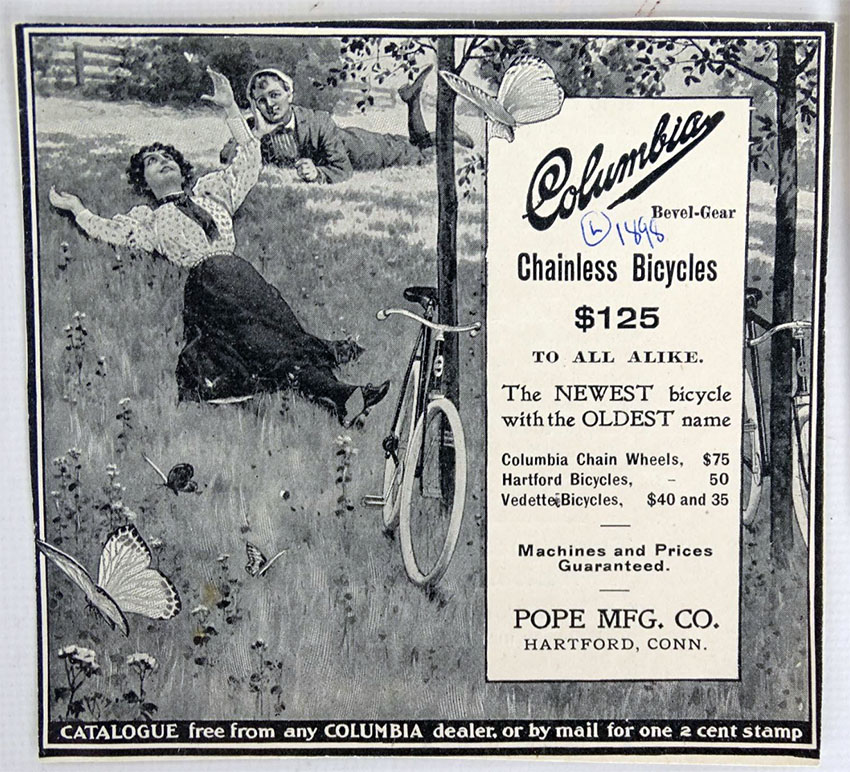 Columbia
Bevel-Gear
L 1898
Chainless Bicycles
$125
TO ALL ALIKE.
The NEWEST bicycle
with the OLDEST name
Columbia Chain Wheels, $75
Hartford Bicycles, - 50
Vedette Bicycles, $40 and 35
Machines and Prices
Guaranteed.
POPE MFG. CO.
HARTFORD, CONN.
CATALOGUE free from any COLUMBIA dealer, or by mail for one 2 cent stamp